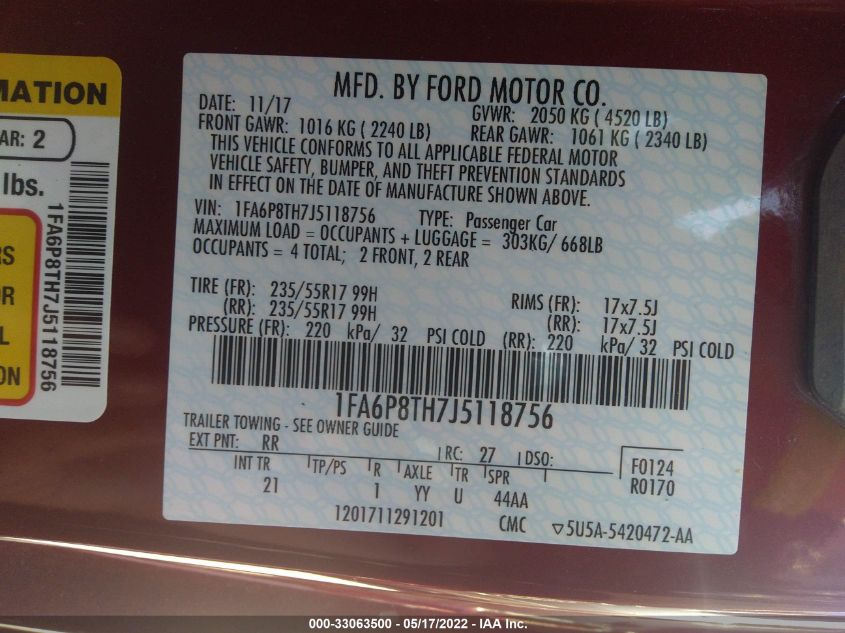 MATION
AR: 2
lbs.
RS
OR
L
ON
1FA6P8TH7J5118756
MFD. BY FORD MOTOR CO.
DATE: 11/17 GVWR: 2050 KG ( 4520 LB)
FRONT GAWR: 1016 KG ( 2240 LB) REAR GAWR: 1061 KG ( 2340 LB)
THIS VEHICLE CONFORMS TO ALL APPLICABLE FEDERAL MOTOR
VEHICLE SAFETY, BUMPER, AND THEFT PREVENTION STANDARDS
IN EFFECT ON THE DATE OF MANUFACTURE SHOWN ABOVE.
VIN: 1FA6P8TH7J5118756 TYPE: Passenger Car
MAXIMUM LOAD = OCCUPANTS + LUGGAGE = 303KG/ 668LB
OCCUPANTS = 4 TOTAL; 2 FRONT, 2 REAR
TIRE (FR): 235/55R17 99H RIMS (FR): 17x7.5J
(RR): 235/55R17 99H (RR): 17x7.5J
PRESSURE (FR): 220 kPa/ 32 PSI COLD (RR): 220 kPa/ 32 PSI COLD
1FA6P8TH7J5118756
TRAILER TOWING - SEE OWNER GUIDE
EXT PNT: RR RC: 27 DSO: F0124
INT TR TP/PS R AXLE TR SPR R0170
21 1 YY U 44AA
1201711291201 CMC ▽5U5A-5420472-AA
000-33063500 - 05/17/2022 - IAA Inc.